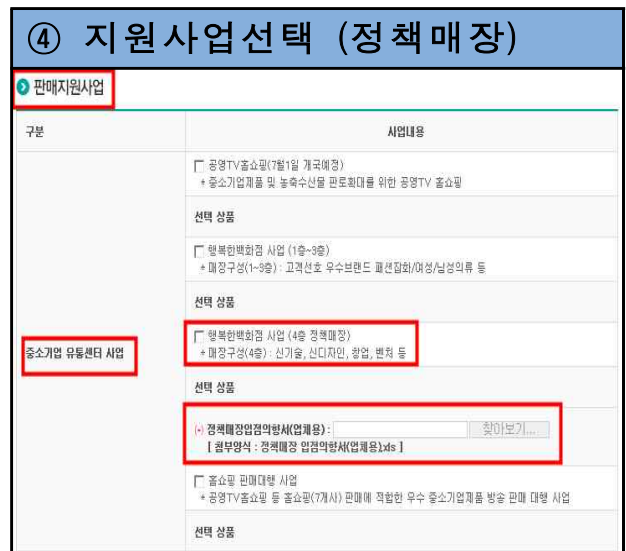 ④ 지원사업선택 (정책매장)
판매지원사업
구분 사업내용
공영TV홈쇼핑(7월1일 개국예정)
* 중소기업제품 및 농축수산물 판로확대를 위한 공영TV 홈쇼핑
선택 상품
행복한백화점 사업 (1층~3층)
* 매장구성(1~3층) : 고객선호 우수브랜드 패션잡화/여성/남성의류 등
선택 상품
중소기업 유통센터 사업
행복한백화점 사업 (4층 정책매장)
* 매장구성(4층) : 신기술, 신디자인, 창업, 벤처 등
선택 상품
(*) 정책매장입점의향서(업체용) : 찾아보기...
[ 첨부양식 : 정책매장 입점의향서(업체용).xls ]
홈쇼핑 판매대행 사업
* 공영TV홈쇼핑 등 홈쇼핑(7개사) 판매에 적합한 우수 중소기업제품 방송 판매 대행 사업
선택 상품